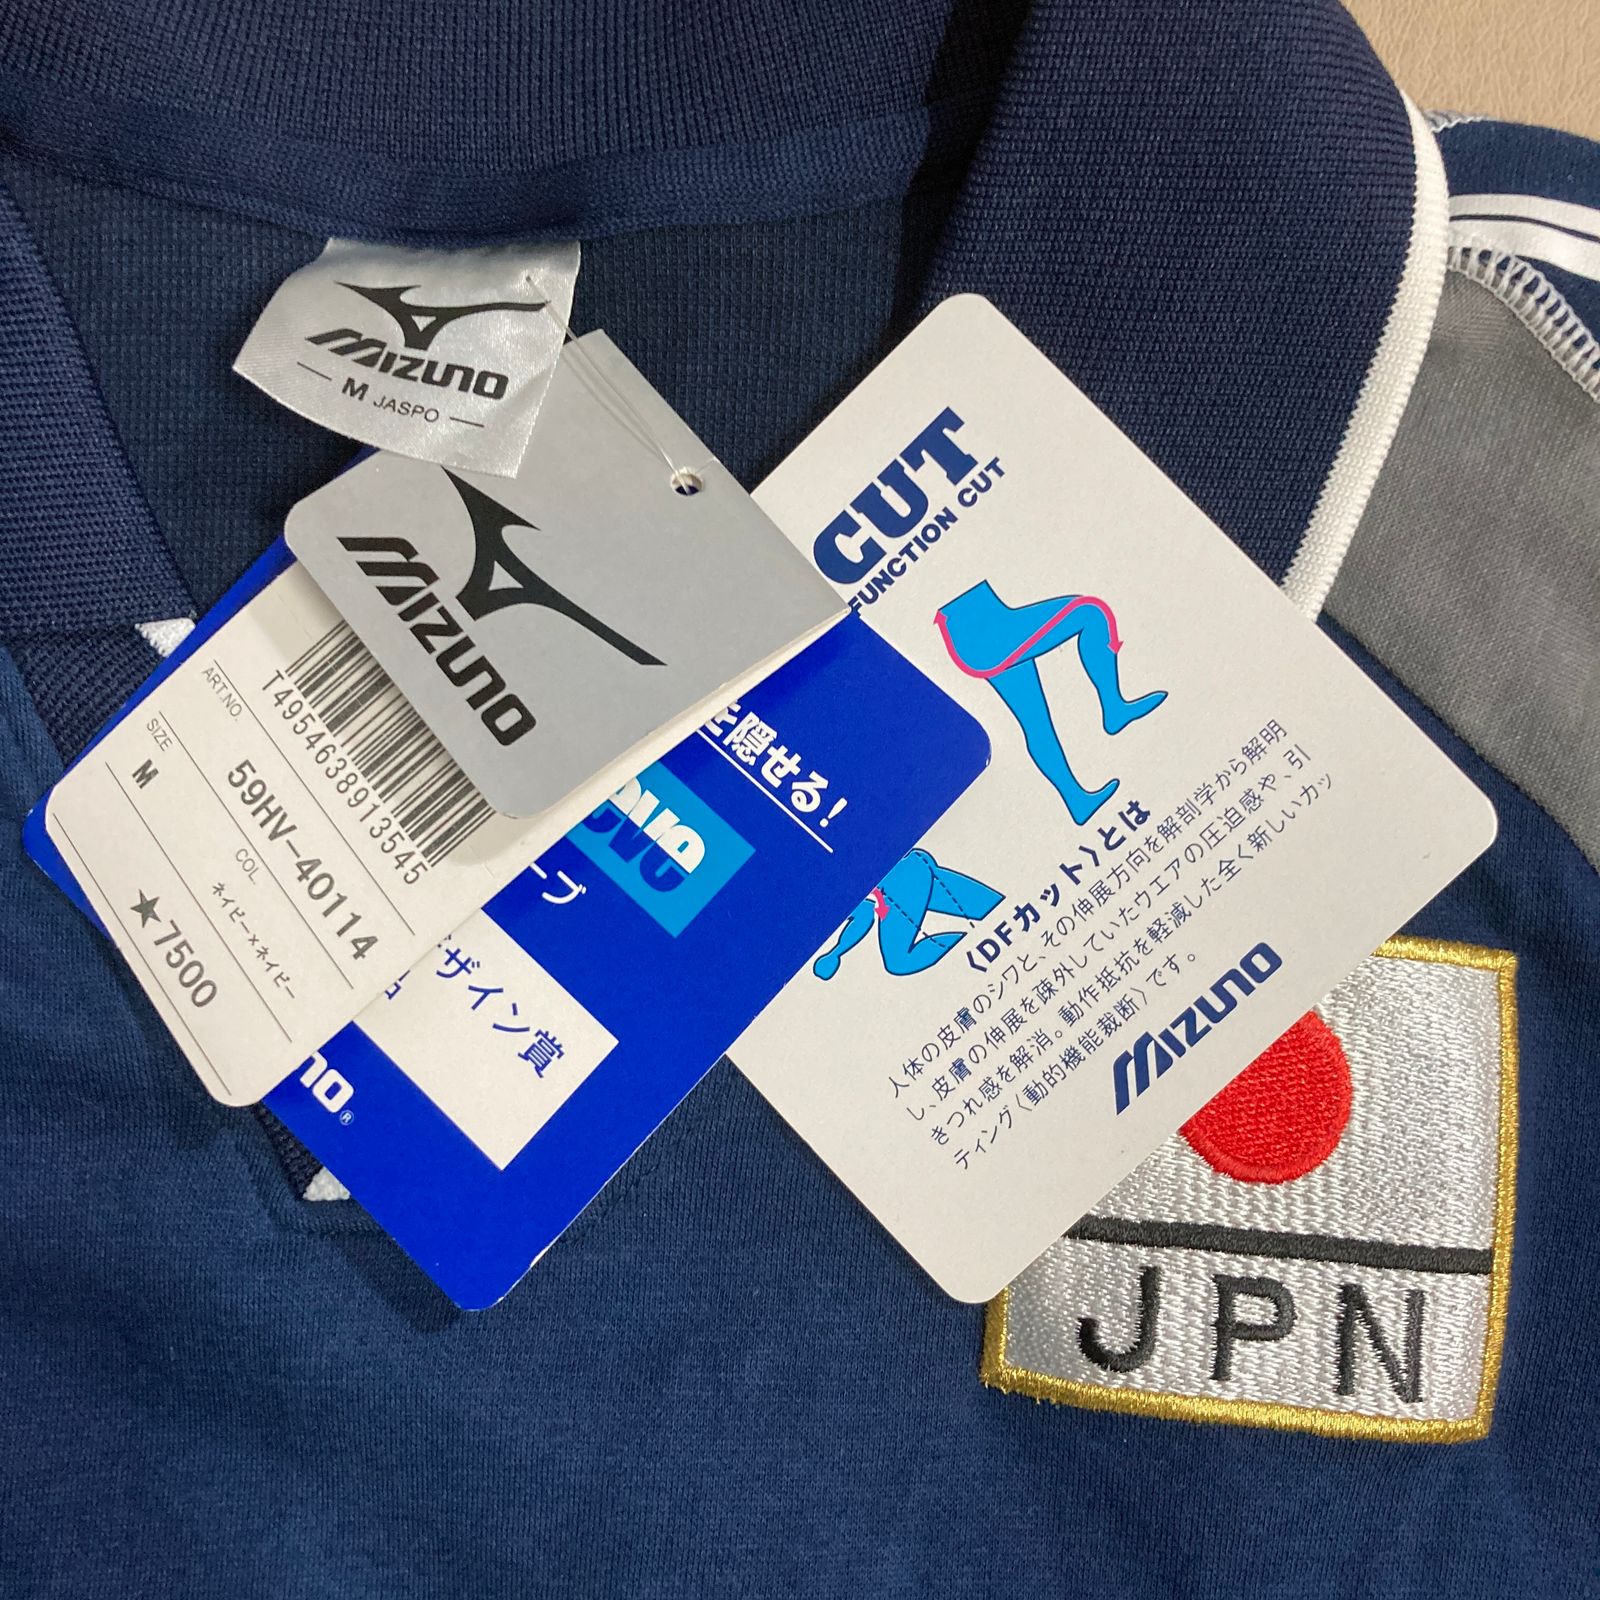 MIZUNO
M JASPO
MIZUNO
T4954638913545
ART.NO.
59HV-40114
SIZE
COL.
M
ネイビー×ネイビー
★7500
を隠せる!
eve
ーブ
ザイン賞
no®
CUT
FUNCTION CUT
〈DFカット〉とは
人体の皮膚のシワと、その伸展方向を解剖学から解明
し、皮膚の伸展を疎外していたウエアの圧迫感や、引
きつれ感を解消。動作抵抗を軽減した全く新しいカッ
ティング〈動的機能裁断〉です。
MIZUNO
JPN